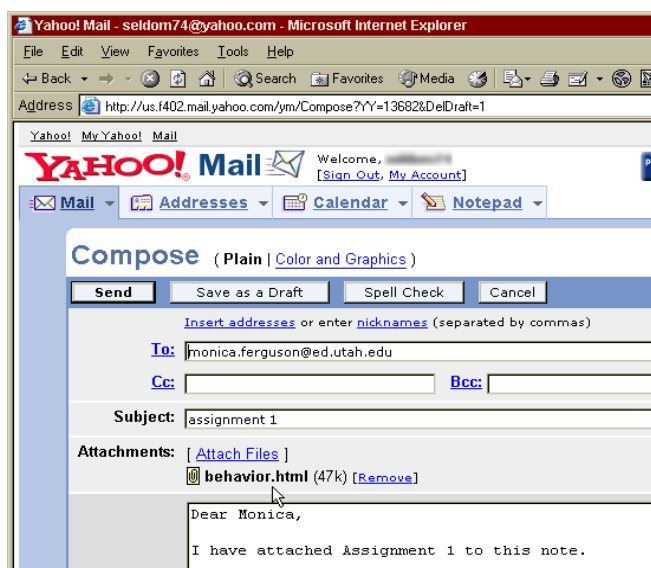 Yahoo! Mail - seldom74@yahoo.com - Microsoft Internet Explorer
File Edit View Favorites Tools Help
Back Search Favorites Media
Address http://us.f402.mail.yahoo.com/ym/Compose?YY=13682&DelDraft=1
Yahoo! My Yahoo! Mail
YAHOO! Mail Welcome,
[Sign Out, My Account]
Mail Addresses Calendar Notepad
Compose ( Plain | Color and Graphics )
Send Save as a Draft Spell Check Cancel
Insert addresses or enter nicknames (separated by commas)
To: monica.ferguson@ed.utah.edu
Cc: Bcc:
Subject: assignment 1
Attachments: [ Attach Files ]
behavior.html (47k) [Remove]
Dear Monica,
I have attached Assignment 1 to this note.